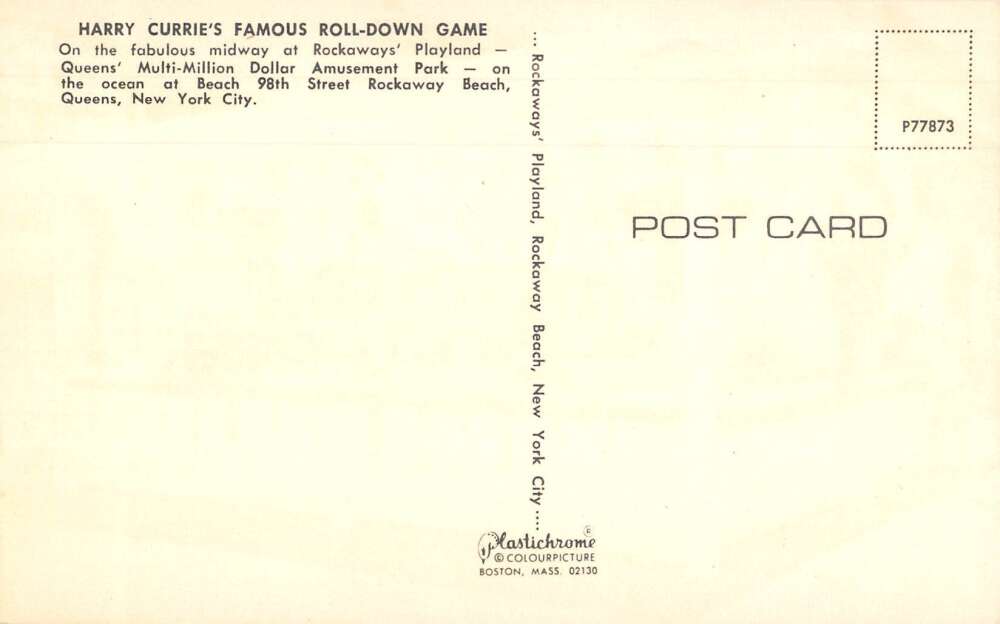 HARRY CURRIE'S FAMOUS ROLL-DOWN GAME
On the fabulous midway at Rockaways' Playland —
Queens' Multi-Million Dollar Amusement Park — on
the ocean at Beach 98th Street Rockaway Beach,
Queens, New York City.
... Rockaways' Playland, Rockaway Beach, New York City ....
P77873
POST CARD
Plastichrome ®
© COLOURPICTURE
BOSTON, MASS. 02130